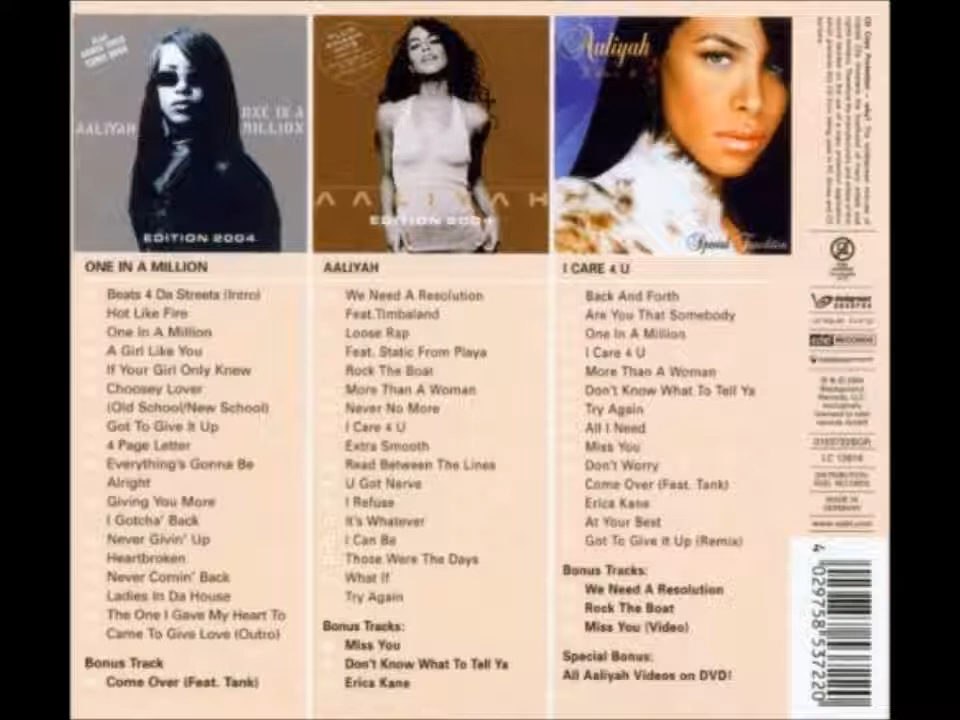 AALIYAH
ONE IN A
MILLION
EDITION 2004
AALIYAH
EDITION 2004
Aaliyah
Special Edition
ONE IN A MILLION
Beats 4 Da Streets (Intro)
Hot Like Fire
One In A Million
A Girl Like You
If Your Girl Only Knew
Choosey Lover
(Old School/New School)
Got To Give It Up
4 Page Letter
Everything's Gonna Be
Alright
Giving You More
I Gotcha' Back
Never Givin' Up
Heartbroken
Never Comin' Back
Ladies In Da House
The One I Gave My Heart To
Came To Give Love (Outro)
Bonus Track
Come Over (Feat. Tank)
AALIYAH
We Need A Resolution
Feat.Timbaland
Loose Rap
Feat. Static From Playa
Rock The Boat
More Than A Woman
Never No More
I Care 4 U
Extra Smooth
Read Between The Lines
U Got Nerve
I Refuse
It's Whatever
I Can Be
Those Were The Days
What If
Try Again
Bonus Tracks:
Miss You
Don't Know What To Tell Ya
Erica Kane
I CARE 4 U
Back And Forth
Are You That Somebody
One In A Million
I Care 4 U
More Than A Woman
Don't Know What To Tell Ya
Try Again
All I Need
Miss You
Don't Worry
Come Over (Feat. Tank)
Erica Kane
At Your Best
Got To Give It Up (Remix)
Bonus Tracks:
We Need A Resolution
Rock The Boat
Miss You (Video)
Special Bonus:
All Aaliyah Videos on DVD!
RECORDS
MADE IN
GERMANY
4 029758 537220